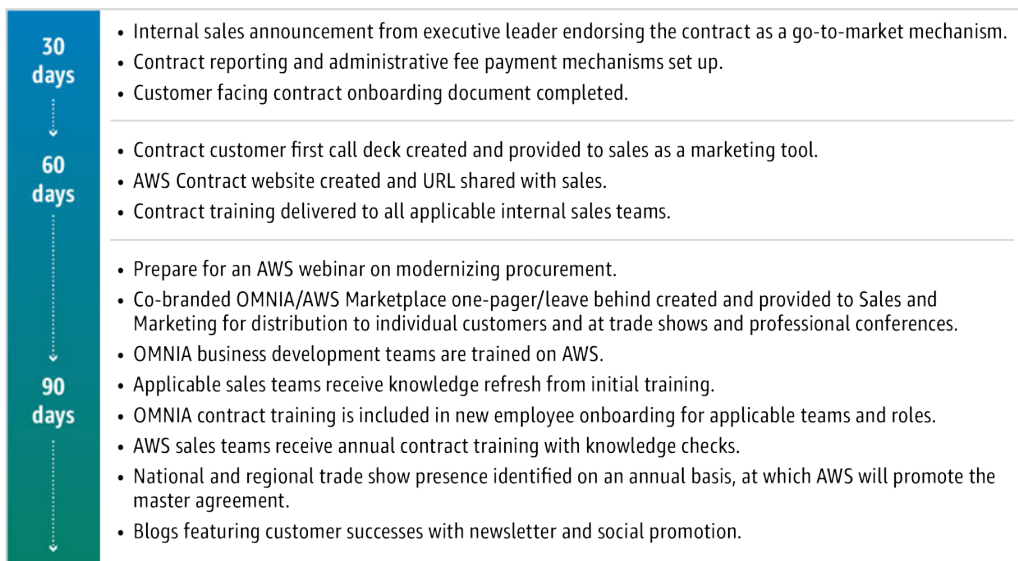 30
days
• Internal sales announcement from executive leader endorsing the contract as a go-to-market mechanism.
• Contract reporting and administrative fee payment mechanisms set up.
• Customer facing contract onboarding document completed.
60
days
• Contract customer first call deck created and provided to sales as a marketing tool.
• AWS Contract website created and URL shared with sales.
• Contract training delivered to all applicable internal sales teams.
90
days
• Prepare for an AWS webinar on modernizing procurement.
• Co-branded OMNIA/AWS Marketplace one-pager/leave behind created and provided to Sales and
Marketing for distribution to individual customers and at trade shows and professional conferences.
• OMNIA business development teams are trained on AWS.
• Applicable sales teams receive knowledge refresh from initial training.
• OMNIA contract training is included in new employee onboarding for applicable teams and roles.
• AWS sales teams receive annual contract training with knowledge checks.
• National and regional trade show presence identified on an annual basis, at which AWS will promote the
master agreement.
• Blogs featuring customer successes with newsletter and social promotion.